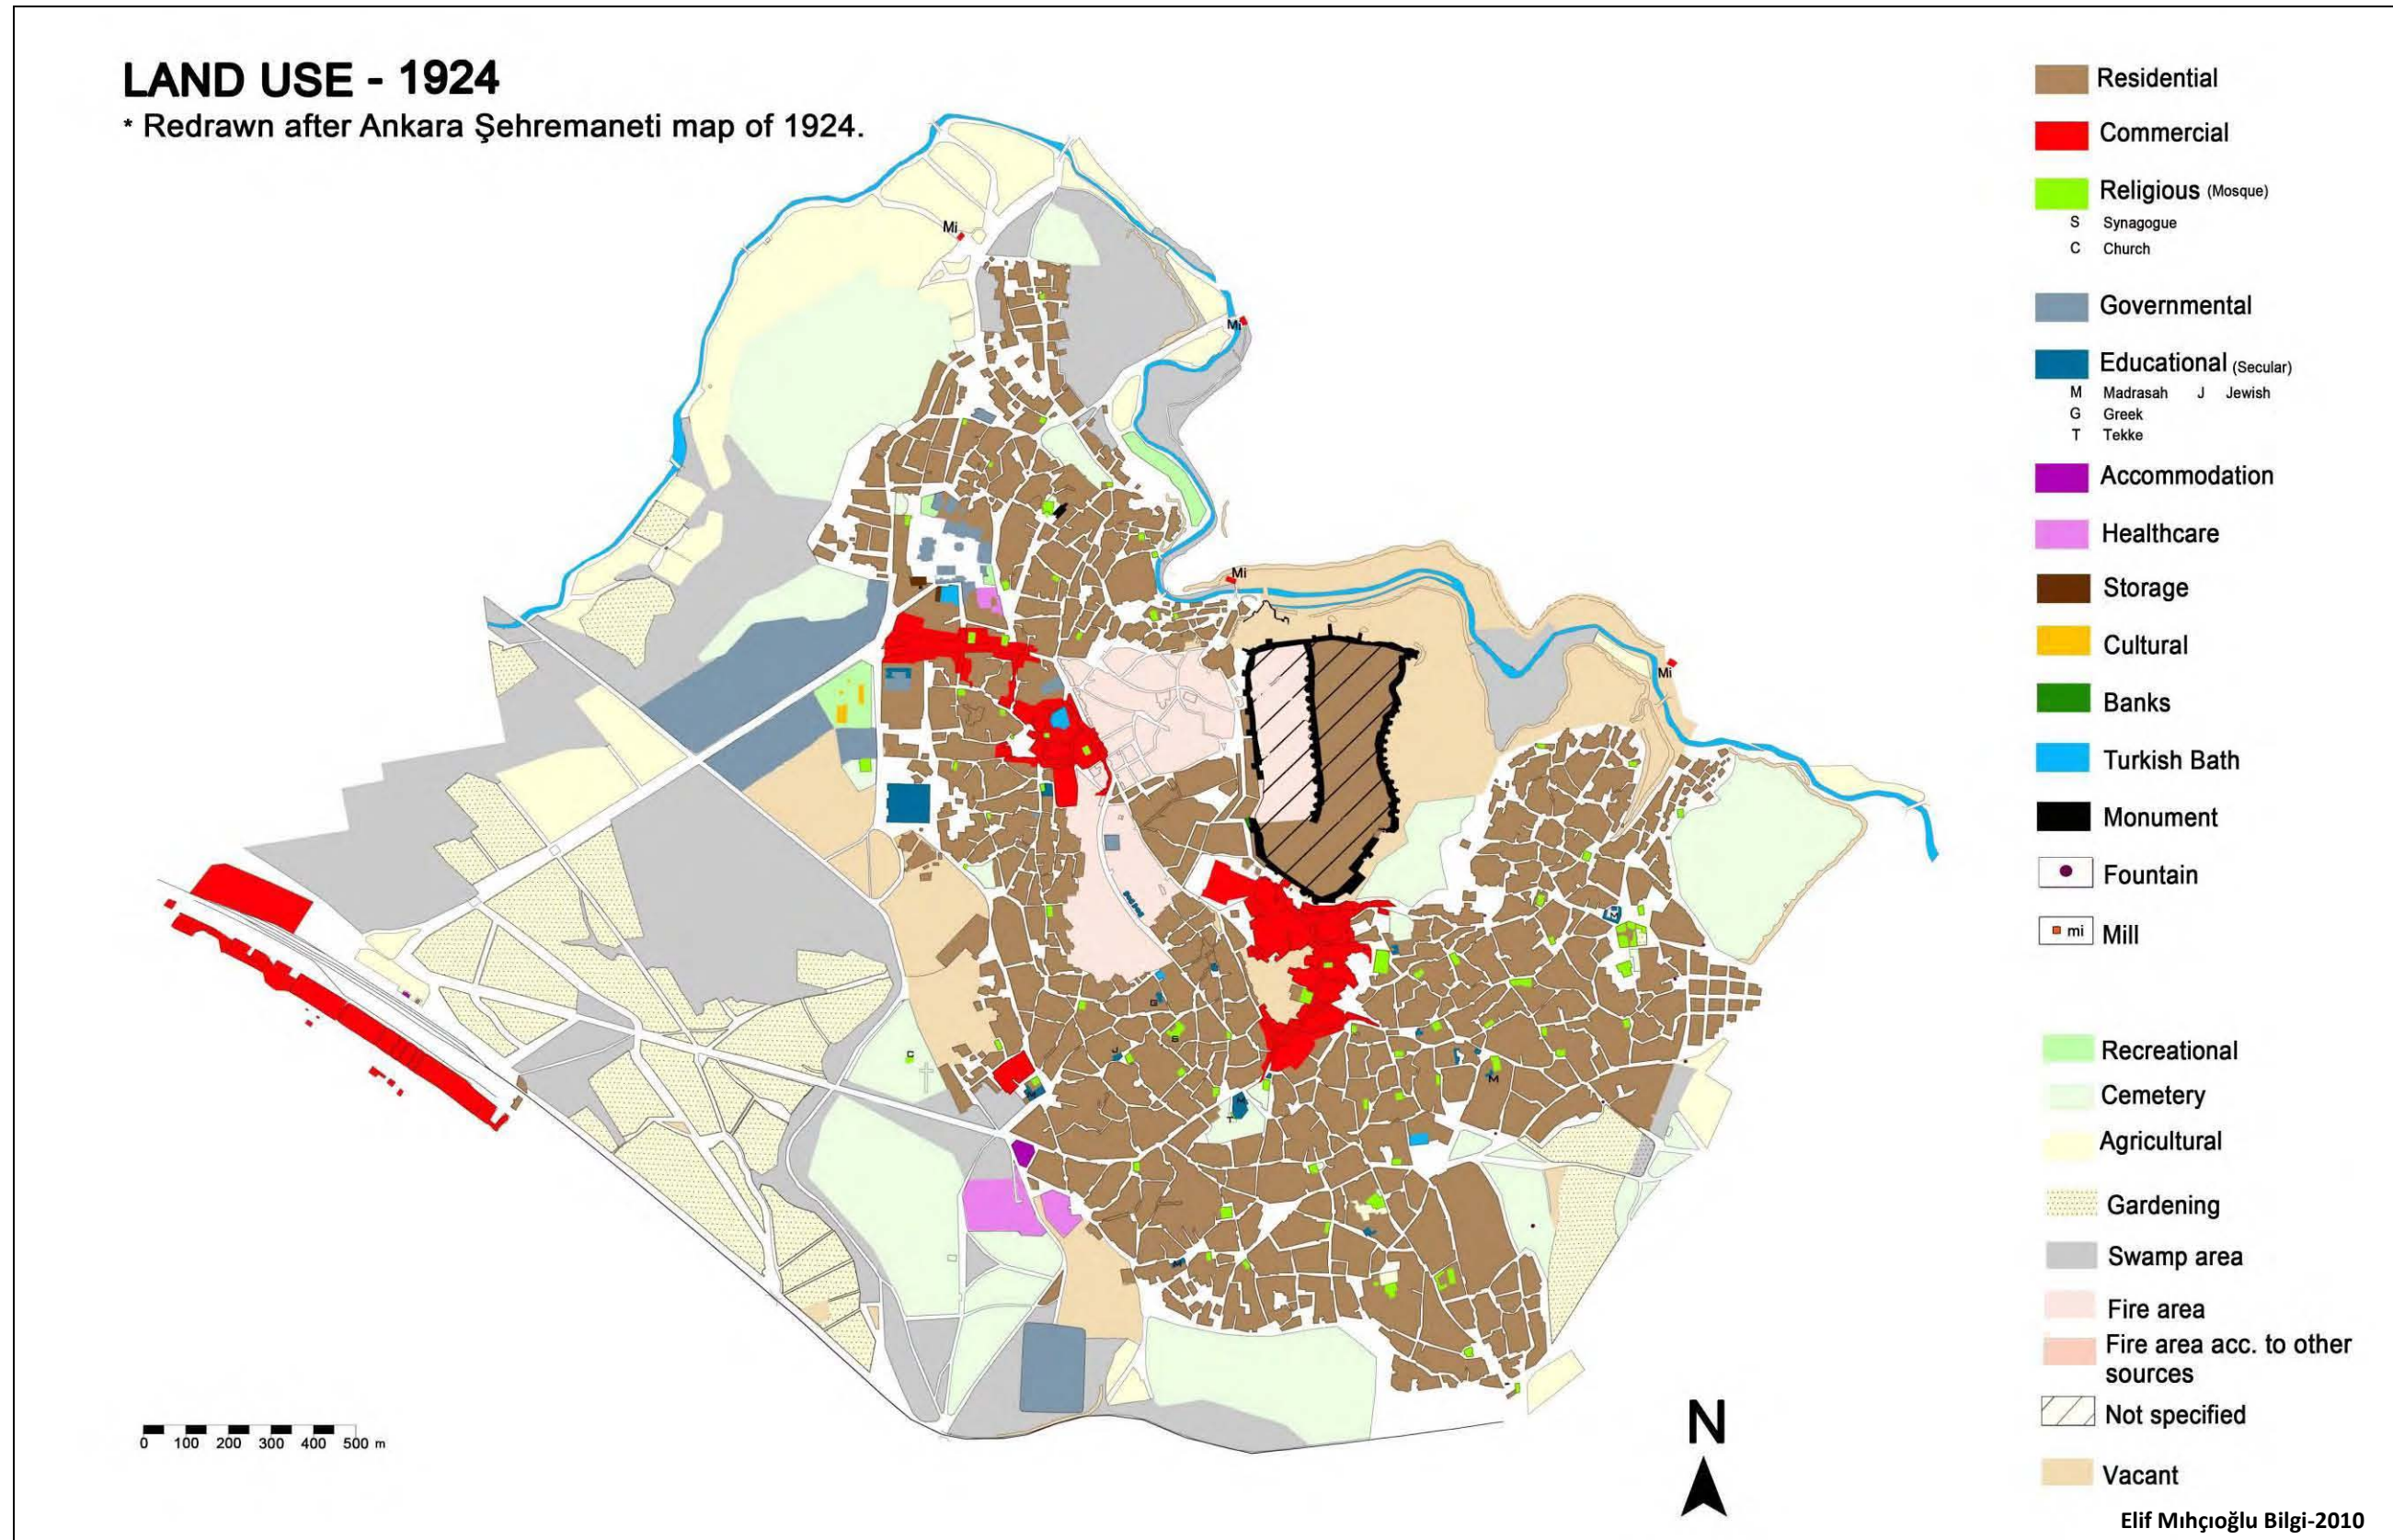 LAND USE - 1924
* Redrawn after Ankara Şehremaneti map of 1924.
Residential
Commercial
Religious (Mosque)
S Synagogue
C Church
Governmental
Educational (Secular)
M Madrasah J Jewish
G Greek
T Tekke
Accommodation
Healthcare
Storage
Cultural
Banks
Turkish Bath
Monument
Fountain
mi Mill
Recreational
Cemetery
Agricultural
Gardening
Swamp area
Fire area
Fire area acc. to other
sources
Not specified
Vacant
Mi
Mi
Mi
Mi
M
G
S
J
C
M
M
T
0 100 200 300 400 500 m
N
Elif Mıhçıoğlu Bilgi-2010